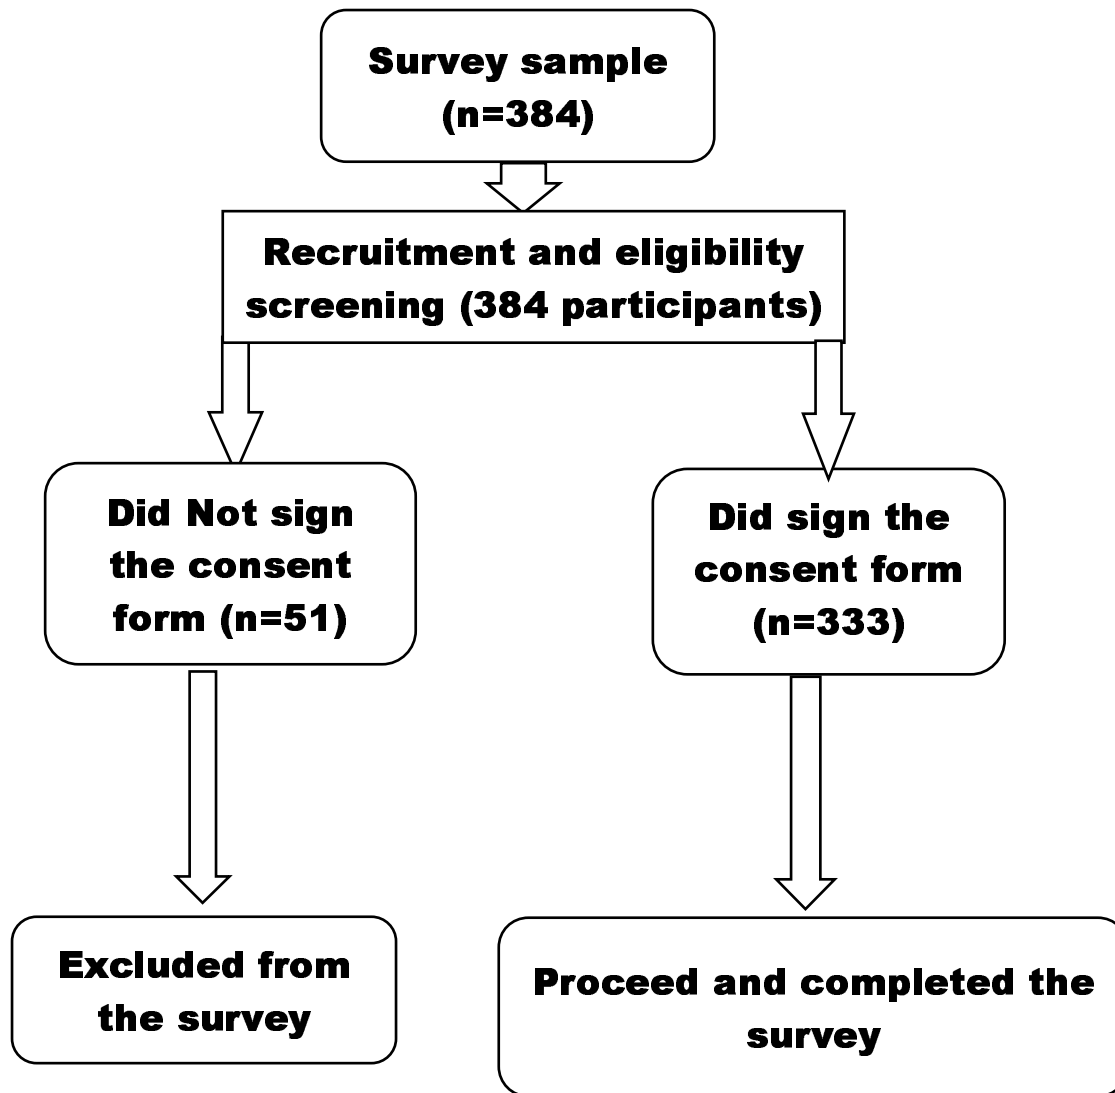 Survey sample
(n=384)
Recruitment and eligibility
screening (384 participants)
Did Not sign
the consent
form (n=51)
Did sign the
consent form
(n=333)
Excluded from
the survey
Proceed and completed the
survey